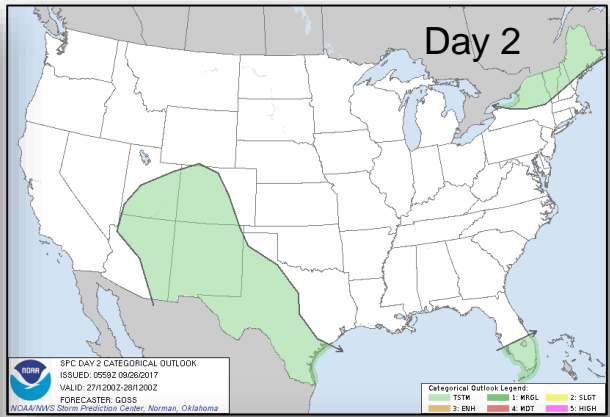 Day 2
NOAA
SPC DAY 2 CATEGORICAL OUTLOOK
ISSUED: 0559Z 09/26/2017
VALID: 27/1200Z-28/1200Z
FORECASTER: GOSS
NOAA/NWS Storm Prediction Center, Norman, Oklahoma
Categorical Outlook Legend:
TSTM 1: MRGL 2: SLGT
3: ENH 4: MDT 5: HIGH